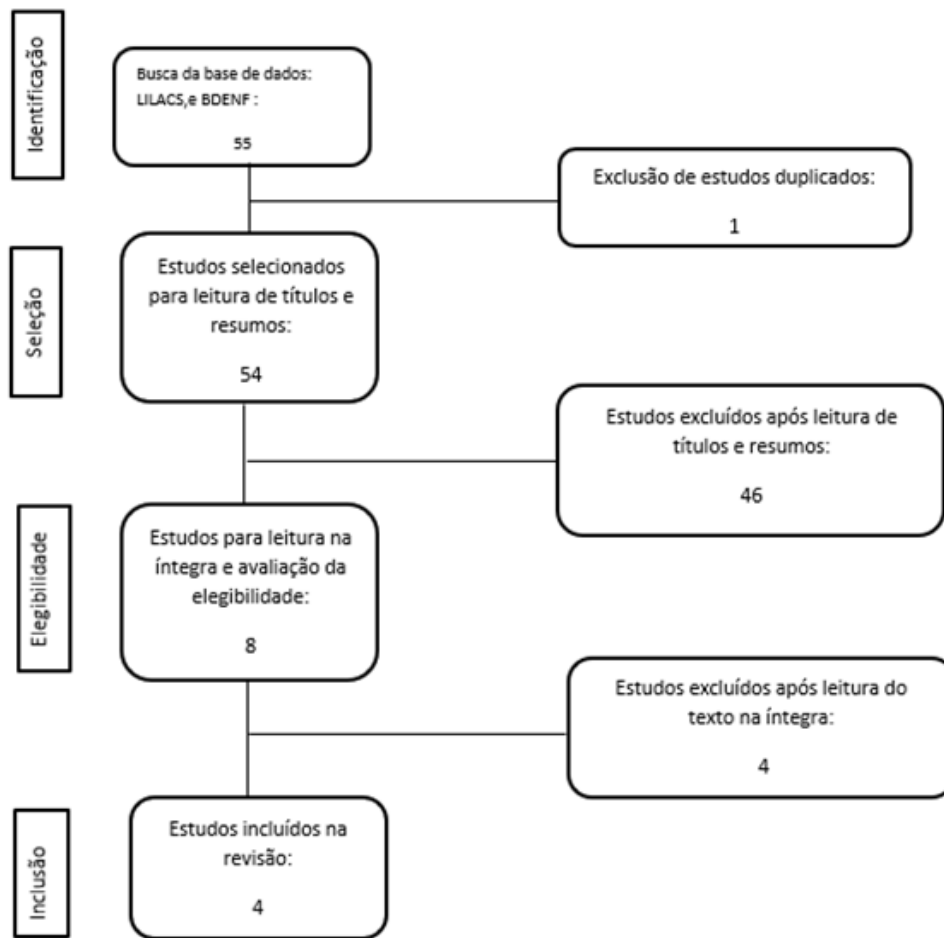 Identificação
Busca da base de dados:
LILACS,e BDENF :
55
Exclusão de estudos duplicados:
1
Seleção
Estudos selecionados
para leitura de títulos e
resumos:
54
Estudos excluídos após leitura de
títulos e resumos:
46
Elegibilidade
Estudos para leitura na
íntegra e avaliação da
elegibilidade:
8
Estudos excluídos após leitura do
texto na íntegra:
4
Inclusão
Estudos incluídos na
revisão:
4